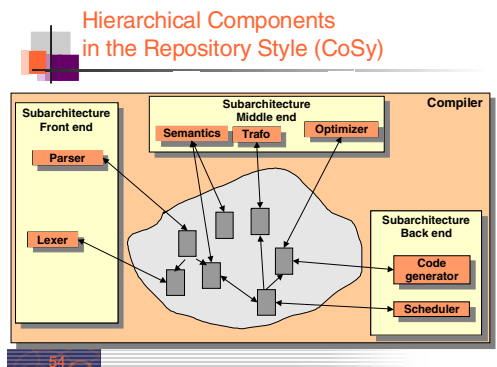 Hierarchical Components
in the Repository Style (CoSy)
Compiler
Subarchitecture
Front end
Parser
Lexer
Subarchitecture
Middle end
Semantics
Trafo
Optimizer
Subarchitecture
Back end
Code
generator
Scheduler
54